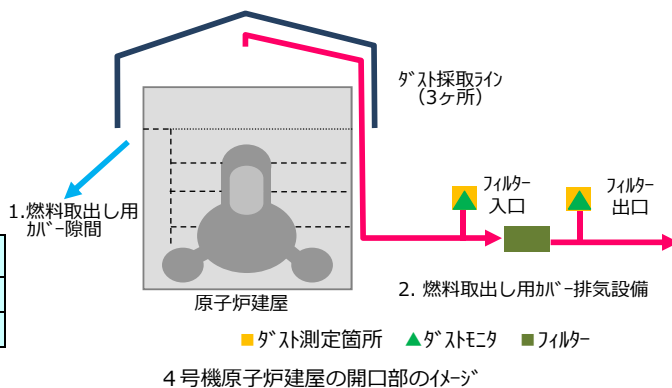 ダスト採取ライン
(3ヶ所)
フィルター
入口
フィルター
出口
1.燃料取出し用
カバー隙間
原子炉建屋
2. 燃料取出し用カバー排気設備
ダスト測定箇所
ダストモニタ
フィルター
4号機原子炉建屋の開口部のイメージ